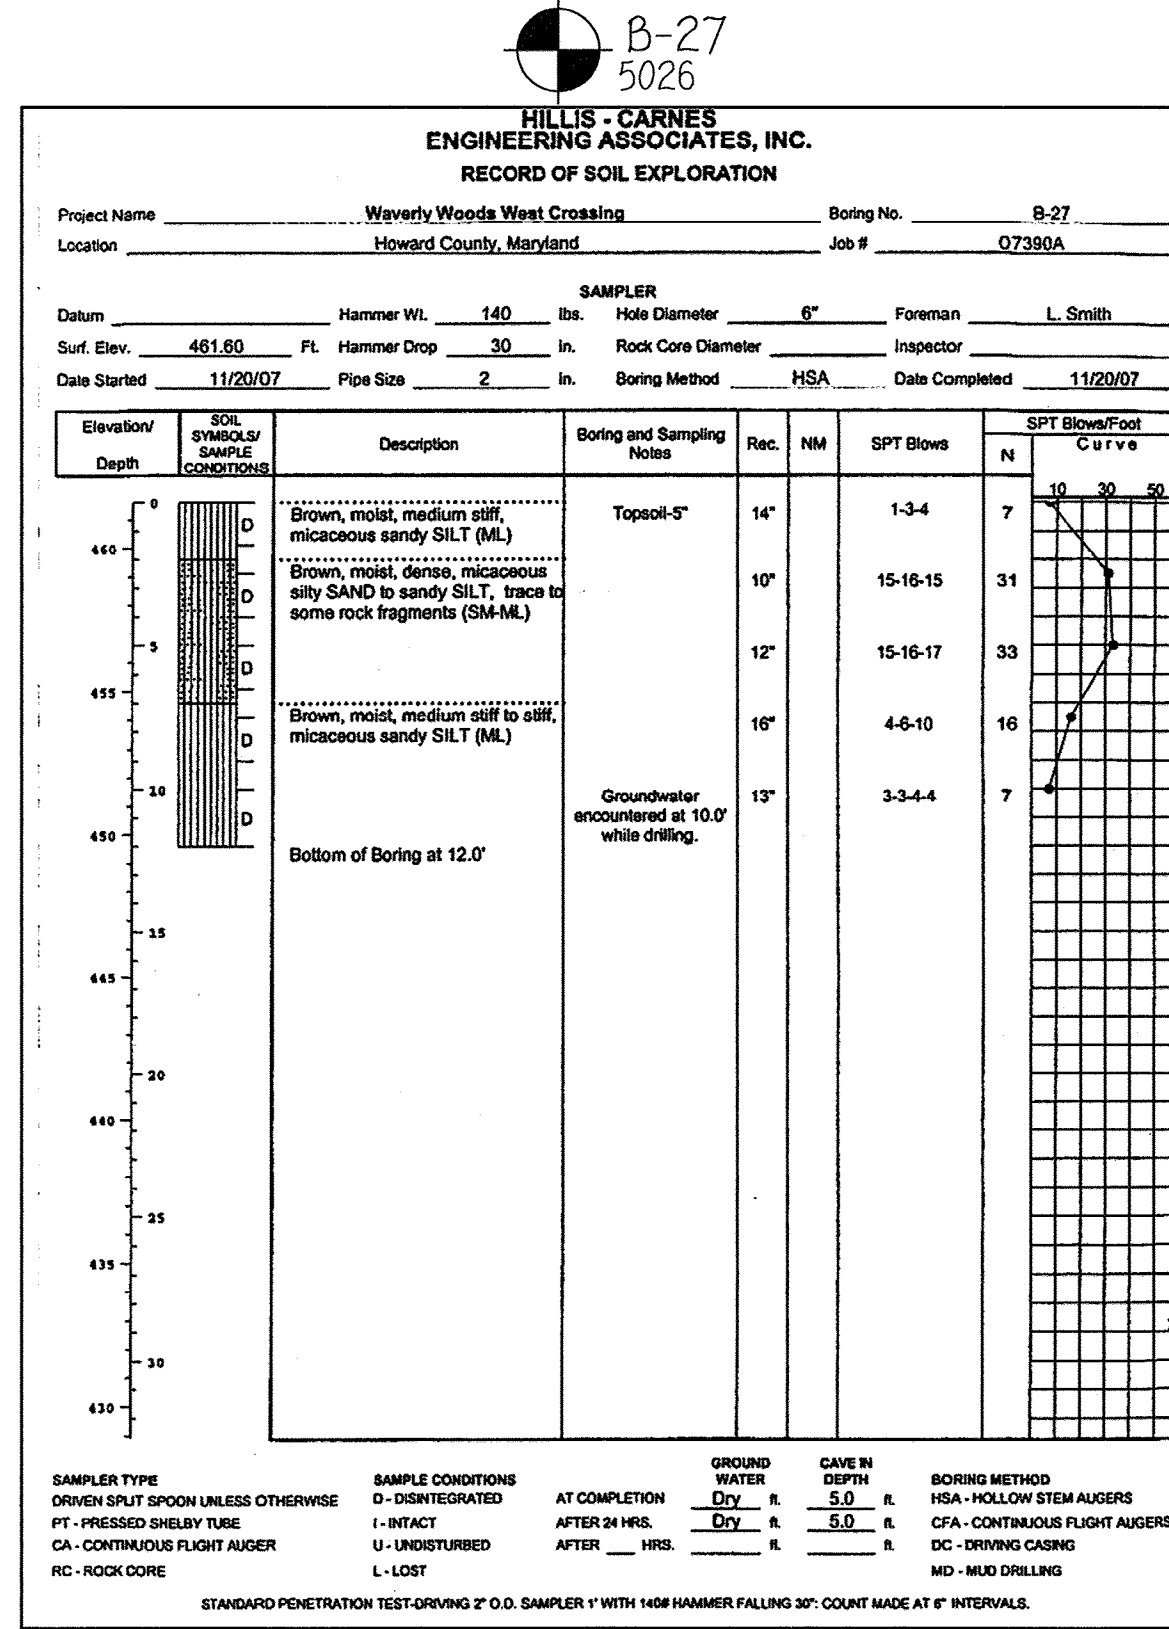 B-27
5026
HILLIS - CARNES
ENGINEERING ASSOCIATES, INC.
RECORD OF SOIL EXPLORATION
Project Name Waverly Woods West Crossing Boring No. B-27
Location Howard County, Maryland Job # O7390A
SAMPLER
Datum Hammer Wt. 140 lbs. Hole Diameter 6" Foreman L. Smith
Surf. Elev. 461.60 Ft. Hammer Drop 30 in. Rock Core Diameter Inspector
Date Started 11/20/07 Pipe Size 2 in. Boring Method HSA Date Completed 11/20/07
Elevation/ Depth
SOIL SYMBOLS/ SAMPLE CONDITIONS
Description
Boring and Sampling Notes
Rec. NM SPT Blows
SPT Blows/Foot
N Curve
10 30 50
0
D
Brown, moist, medium stiff, Topsoil-5" 14" 1-3-4 7
micaceous sandy SILT (ML)
460
Brown, moist, dense, micaceous 10" 15-16-15 31
D
silty SAND to sandy SILT, trace to
some rock fragments (SM-ML)
5
D
12" 15-16-17 33
455
Brown, moist, medium stiff to stiff, 16" 4-6-10 16
micaceous sandy SILT (ML)
D
10
Groundwater 13" 3-3-4-4 7
encountered at 10.0'
D
while drilling.
450
Bottom of Boring at 12.0'
15
445
20
440
25
435
30
430
SAMPLER TYPE
DRIVEN SPLIT SPOON UNLESS OTHERWISE
PT - PRESSED SHELBY TUBE
CA - CONTINUOUS FLIGHT AUGER
RC - ROCK CORE
SAMPLE CONDITIONS
D - DISINTEGRATED
I - INTACT
U - UNDISTURBED
L - LOST
GROUND WATER CAVE IN DEPTH
AT COMPLETION Dry ft. 5.0 ft.
AFTER 24 HRS. Dry ft. 5.0 ft.
AFTER HRS. ft. ft.
BORING METHOD
HSA - HOLLOW STEM AUGERS
CFA - CONTINUOUS FLIGHT AUGERS
DC - DRIVING CASING
MD - MUD DRILLING
STANDARD PENETRATION TEST-DRIVING 2" O.D. SAMPLER 1' WITH 140# HAMMER FALLING 30": COUNT MADE AT 6" INTERVALS.